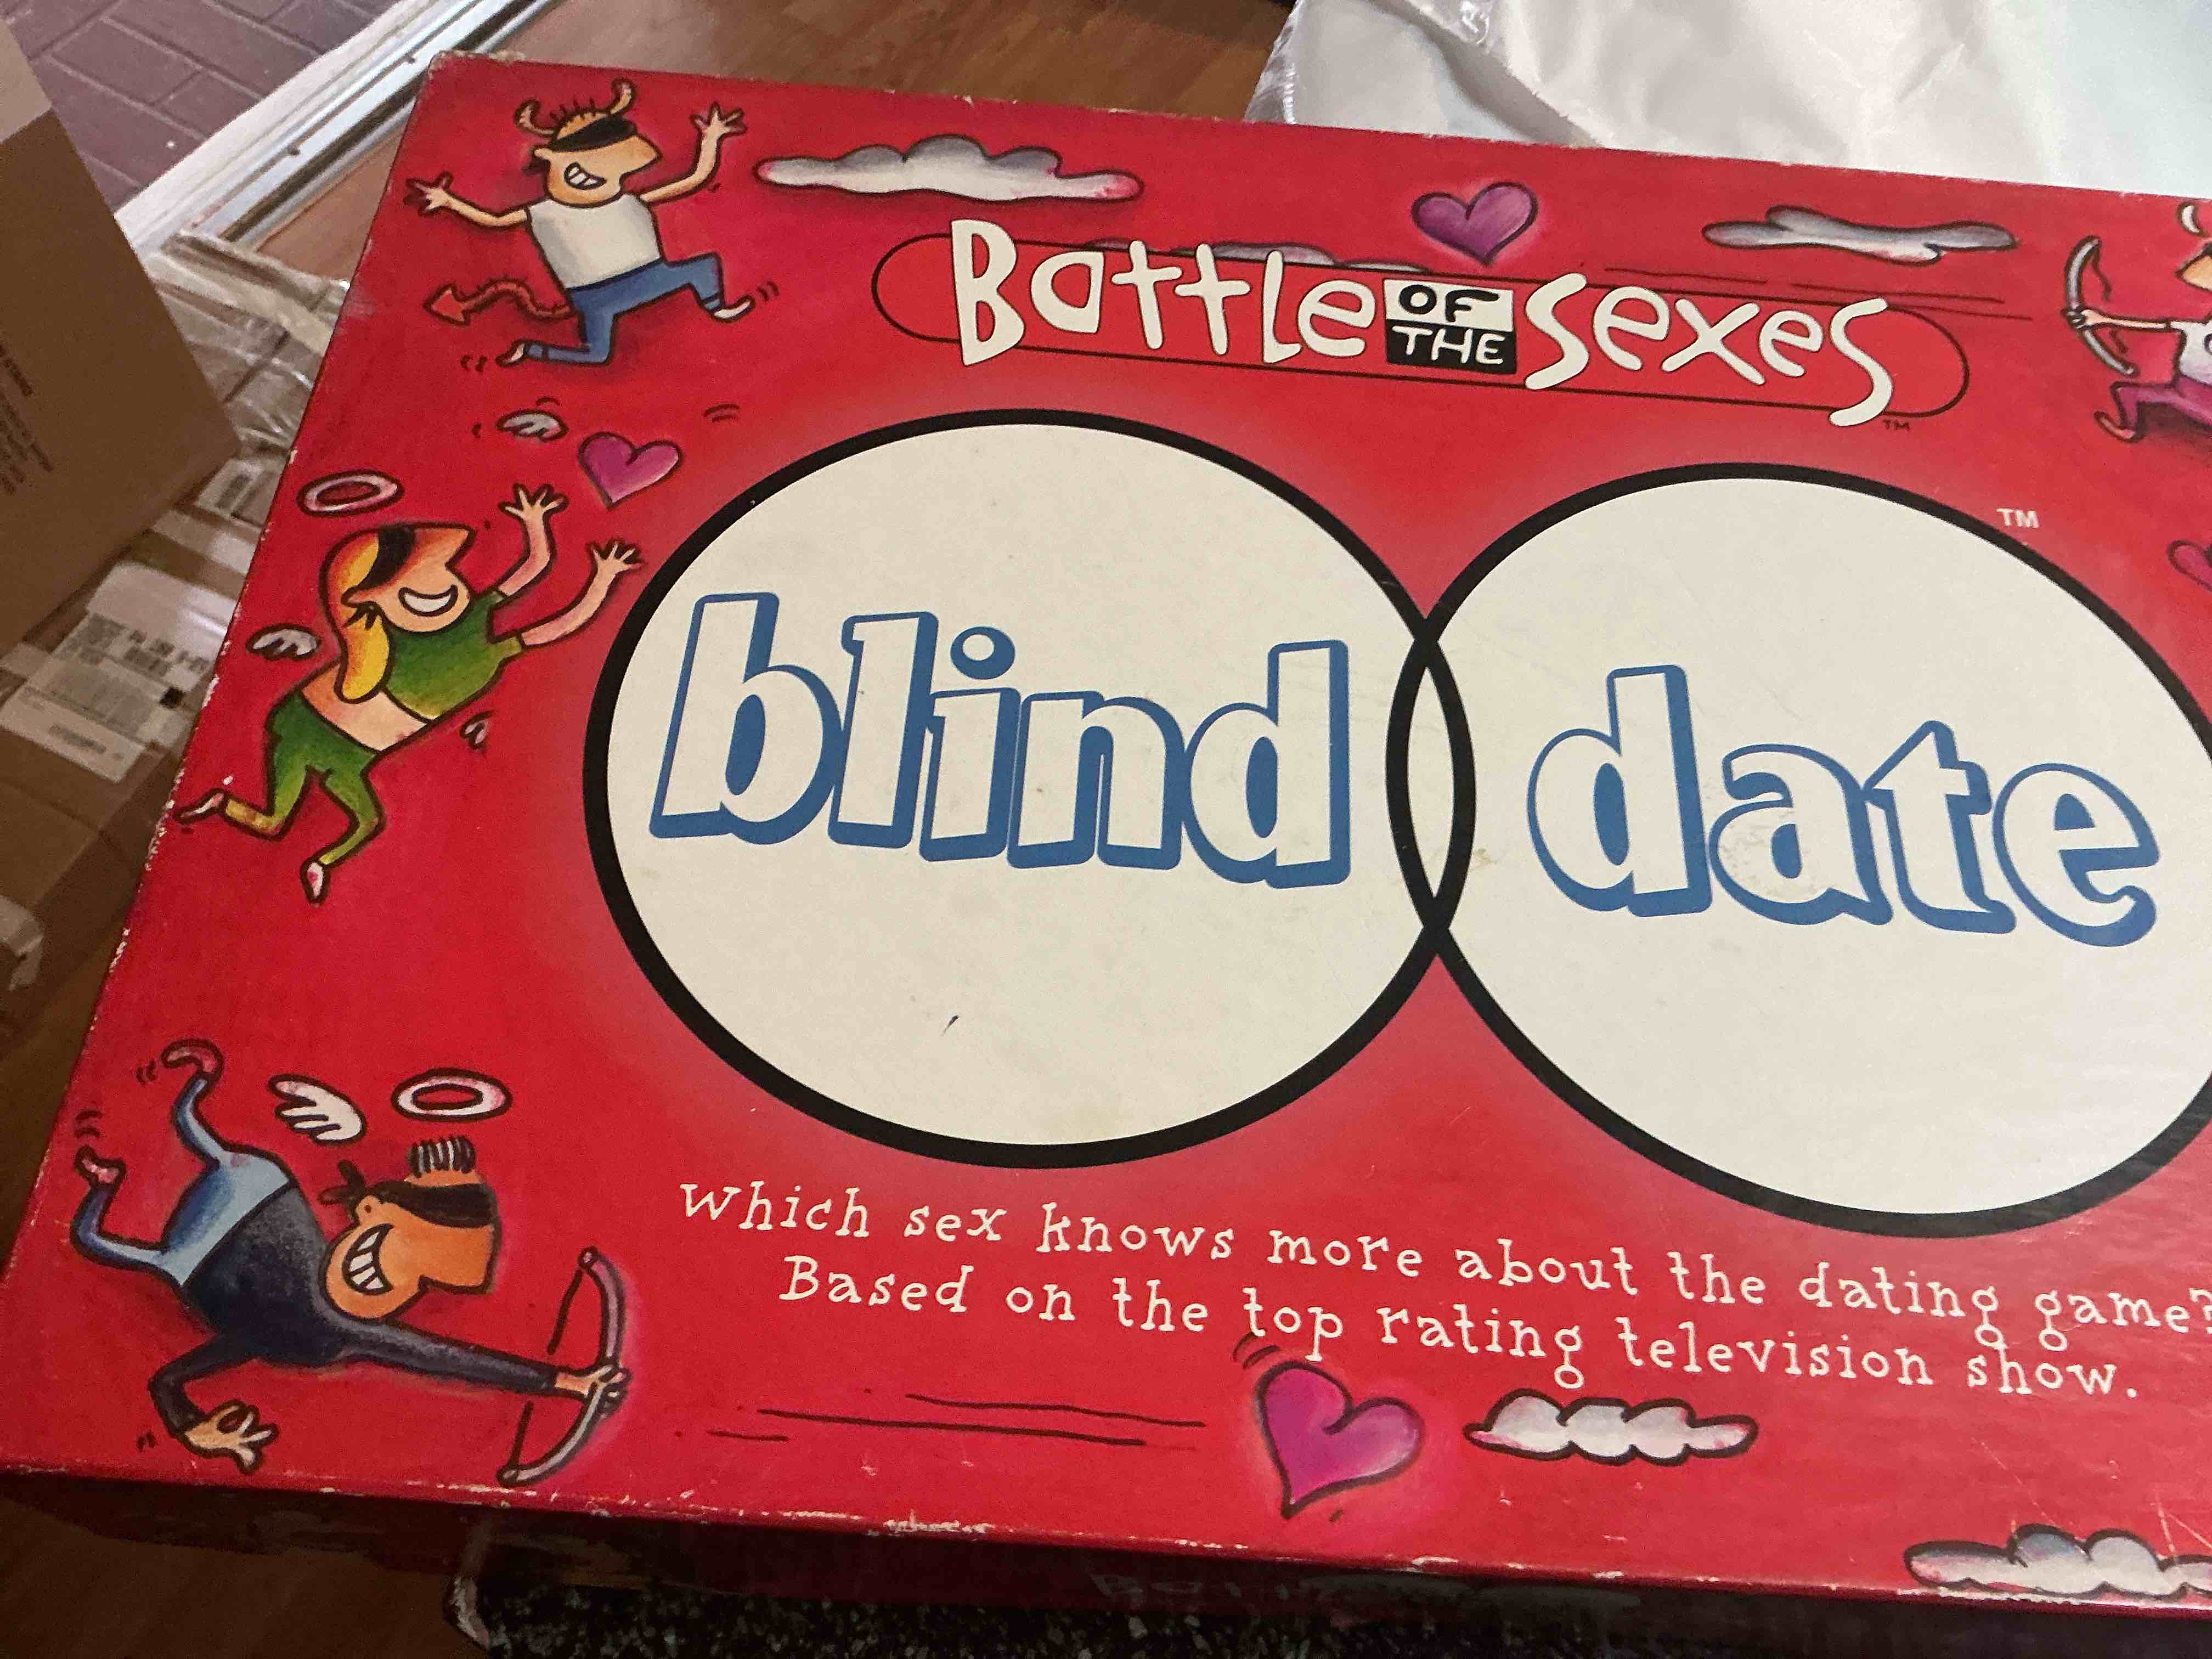 Battle OF THE Sexes
TM
TM
blind date
Which sex knows more about the dating game?
Based on the top rating television show.